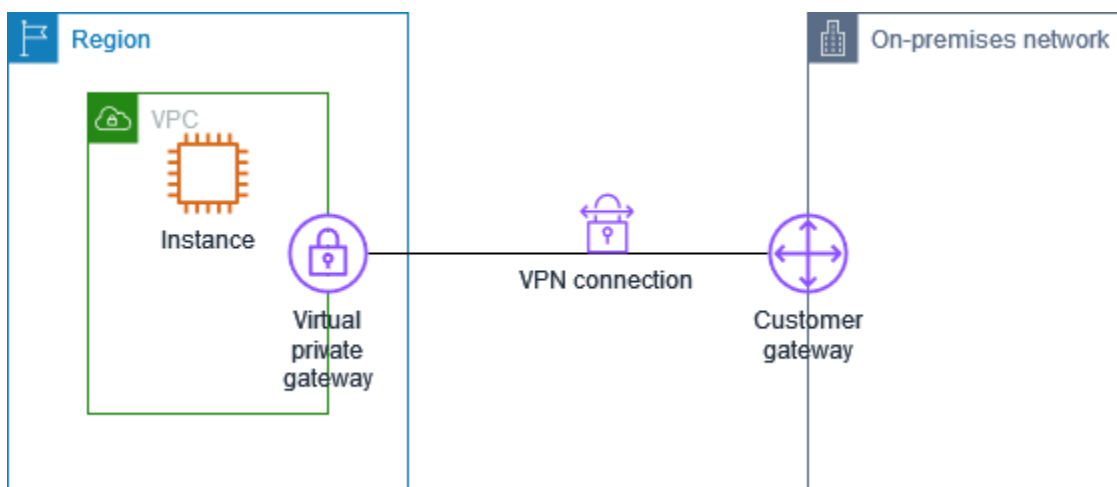 Region
On-premises network
VPC
Instance
VPN connection
Virtual
private
gateway
Customer
gateway